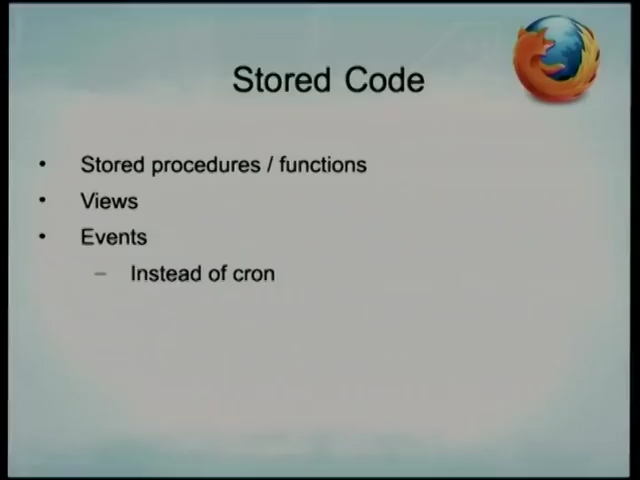 Stored Code
• Stored procedures / functions
• Views
• Events
– Instead of cron